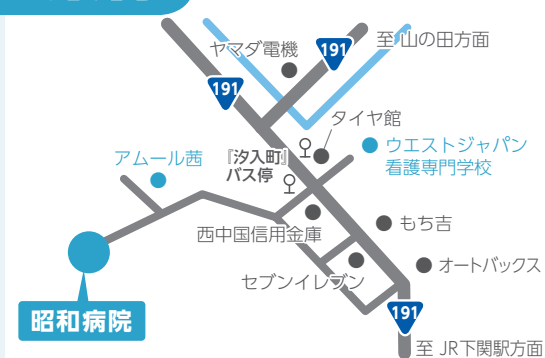 ヤマダ電機
191
至 山の田方面
191
タイヤ館
『汐入町』
バス停
ウエストジャパン
看護専門学校
アムール茜
西中国信用金庫
もち吉
セブンイレブン
オートバックス
昭和病院
191
至 JR下関駅方面